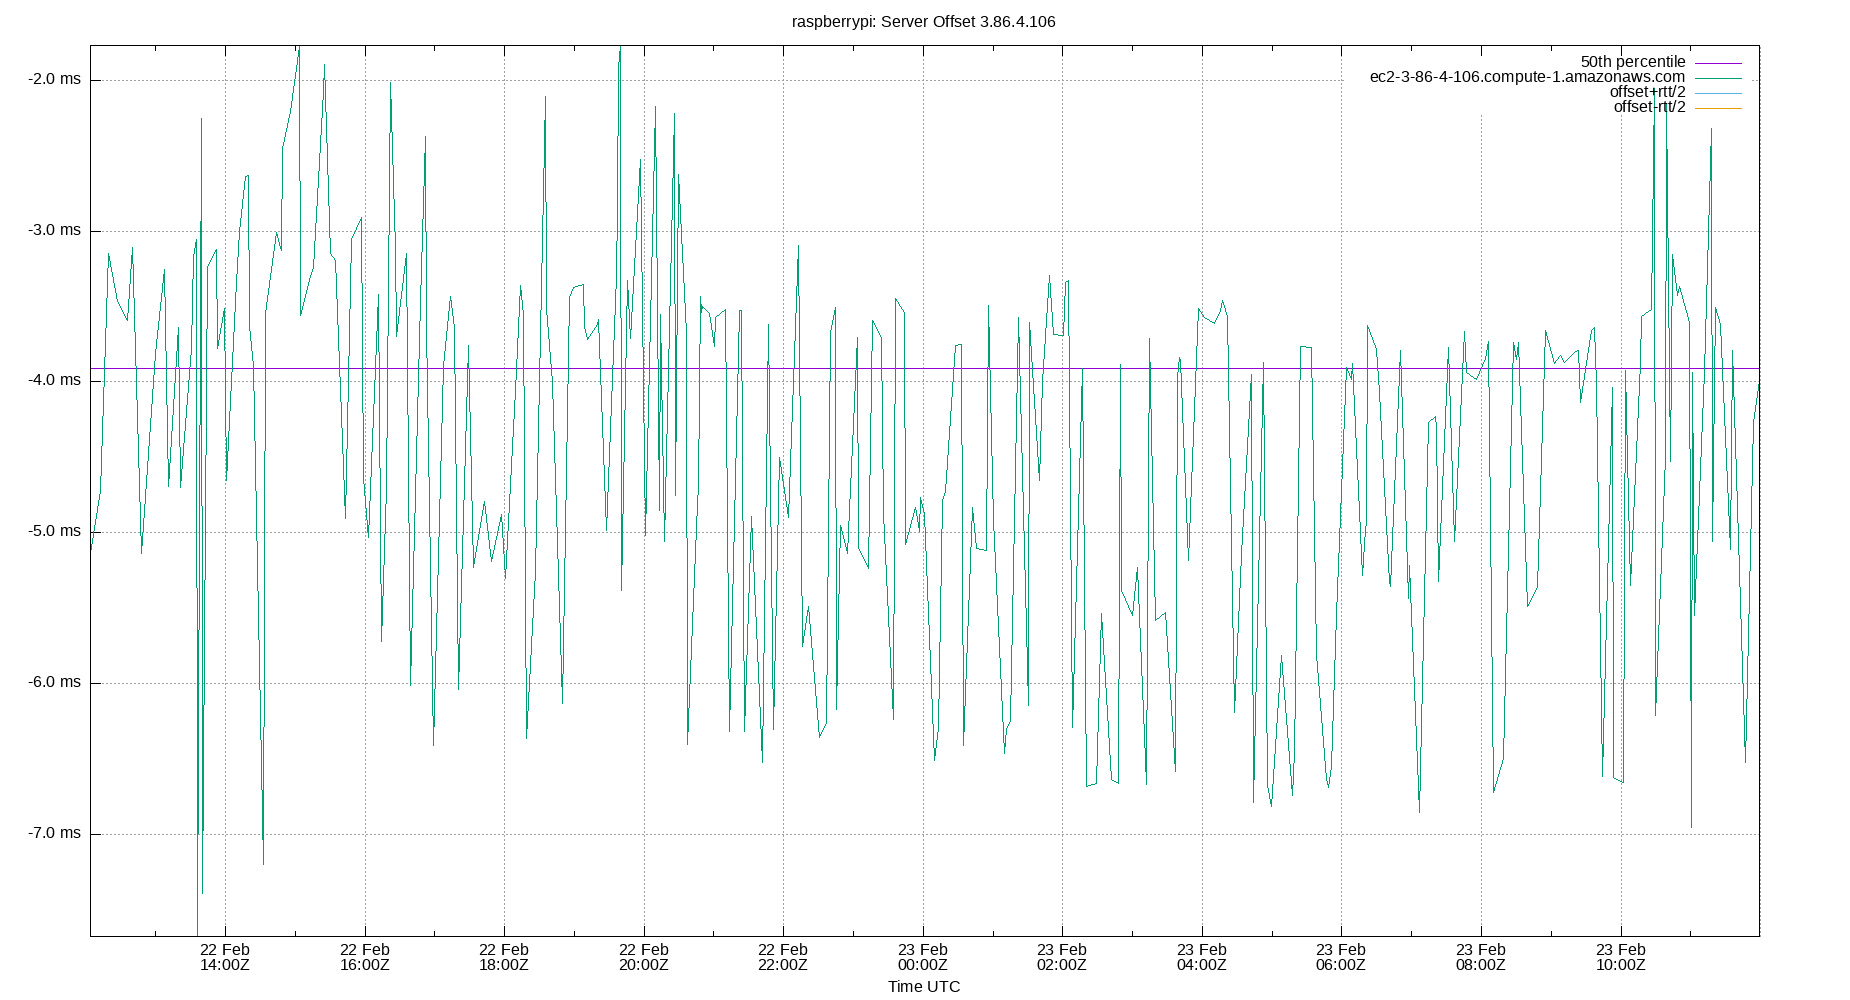 raspberrypi: Server Offset 3.86.4.106
50th percentile
ec2-3-86-4-106.compute-1.amazonaws.com
offset+rtt/2
offset-rtt/2
-2.0 ms
-3.0 ms
-4.0 ms
-5.0 ms
-6.0 ms
-7.0 ms
22 Feb 22 Feb 22 Feb 22 Feb 22 Feb 23 Feb 23 Feb 23 Feb 23 Feb 23 Feb 23 Feb
14:00Z 16:00Z 18:00Z 20:00Z 22:00Z 00:00Z 02:00Z 04:00Z 06:00Z 08:00Z 10:00Z
Time UTC